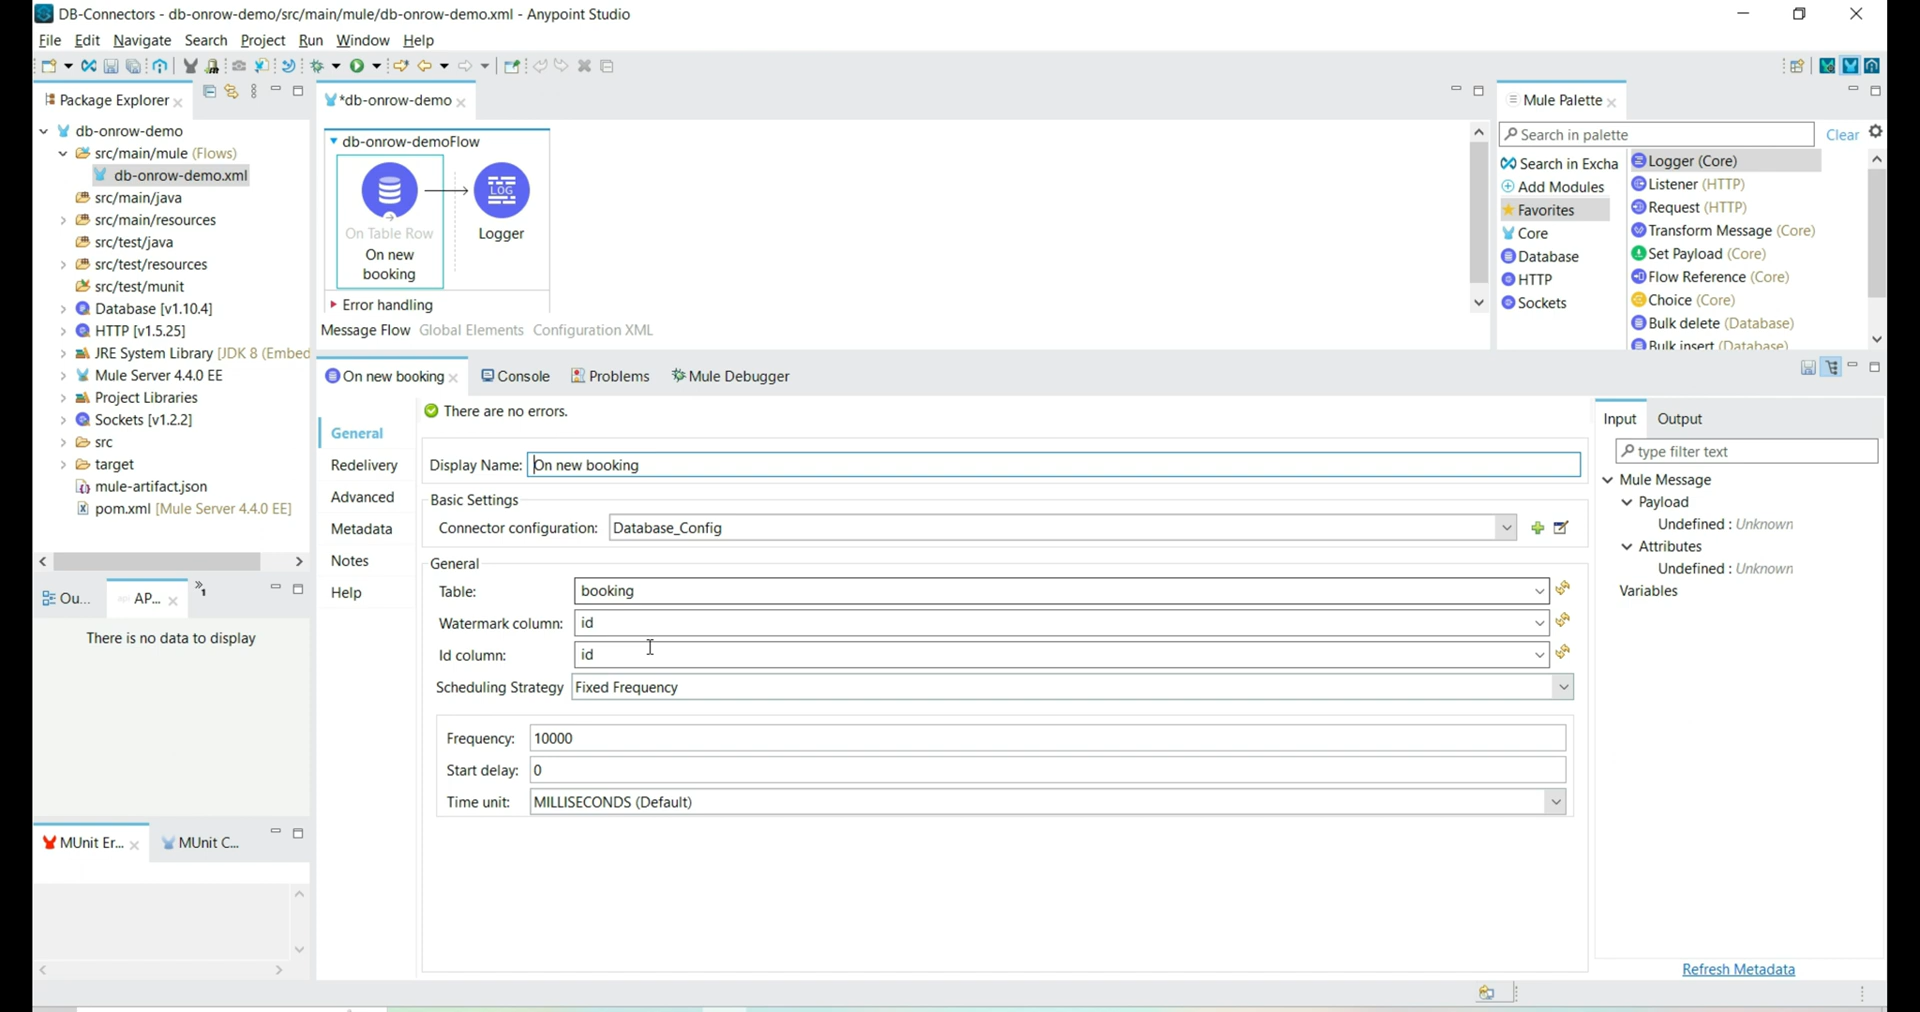 DB-Connectors - db-onrow-demo/src/main/mule/db-onrow-demo.xml - Anypoint Studio
File Edit Navigate Search Project Run Window Help
Package Explorer
db-onrow-demo
src/main/mule (Flows)
db-onrow-demo.xml
src/main/java
src/main/resources
src/test/java
src/test/resources
src/test/munit
Database [v1.10.4]
HTTP [v1.5.25]
JRE System Library [JDK 8 (Embed
Mule Server 4.4.0 EE
Project Libraries
Sockets [v1.2.2]
src
target
mule-artifact.json
pom.xml [Mule Server 4.4.0 EE]
Ou... AP... »1
There is no data to display
MUnit Er... MUnit C...
*db-onrow-demo
db-onrow-demoFlow
LOG
On Table Row
On new
booking
Logger
Error handling
Message Flow Global Elements Configuration XML
Mule Palette
Search in palette Clear
Search in Excha
Add Modules
Favorites
Core
Database
HTTP
Sockets
Logger (Core)
Listener (HTTP)
Request (HTTP)
Transform Message (Core)
Set Payload (Core)
Flow Reference (Core)
Choice (Core)
Bulk delete (Database)
Bulk insert (Database)
On new booking Console Problems Mule Debugger
General
Redelivery
Advanced
Metadata
Notes
Help
There are no errors.
Display Name: On new booking
Basic Settings
Connector configuration: Database_Config
General
Table: booking
Watermark column: id
Id column: id
Scheduling Strategy Fixed Frequency
Frequency: 10000
Start delay: 0
Time unit: MILLISECONDS (Default)
Input Output
type filter text
Mule Message
Payload
Undefined : Unknown
Attributes
Undefined : Unknown
Variables
Refresh Metadata